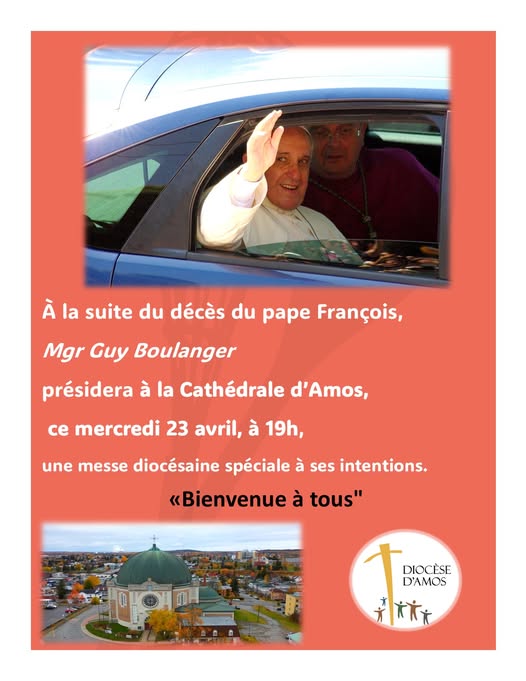 À la suite du décès du pape François,
Mgr Guy Boulanger
présidera à la Cathédrale d’Amos,
ce mercredi 23 avril, à 19h,
une messe diocésaine spéciale à ses intentions.
«Bienvenue à tous"
DIOCÈSE
D'AMOS